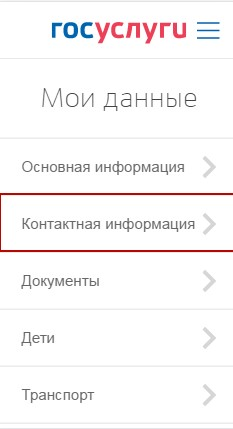 госуслуги
Мои данные
Основная информация
Контактная информация
Документы
Дети
Транспорт